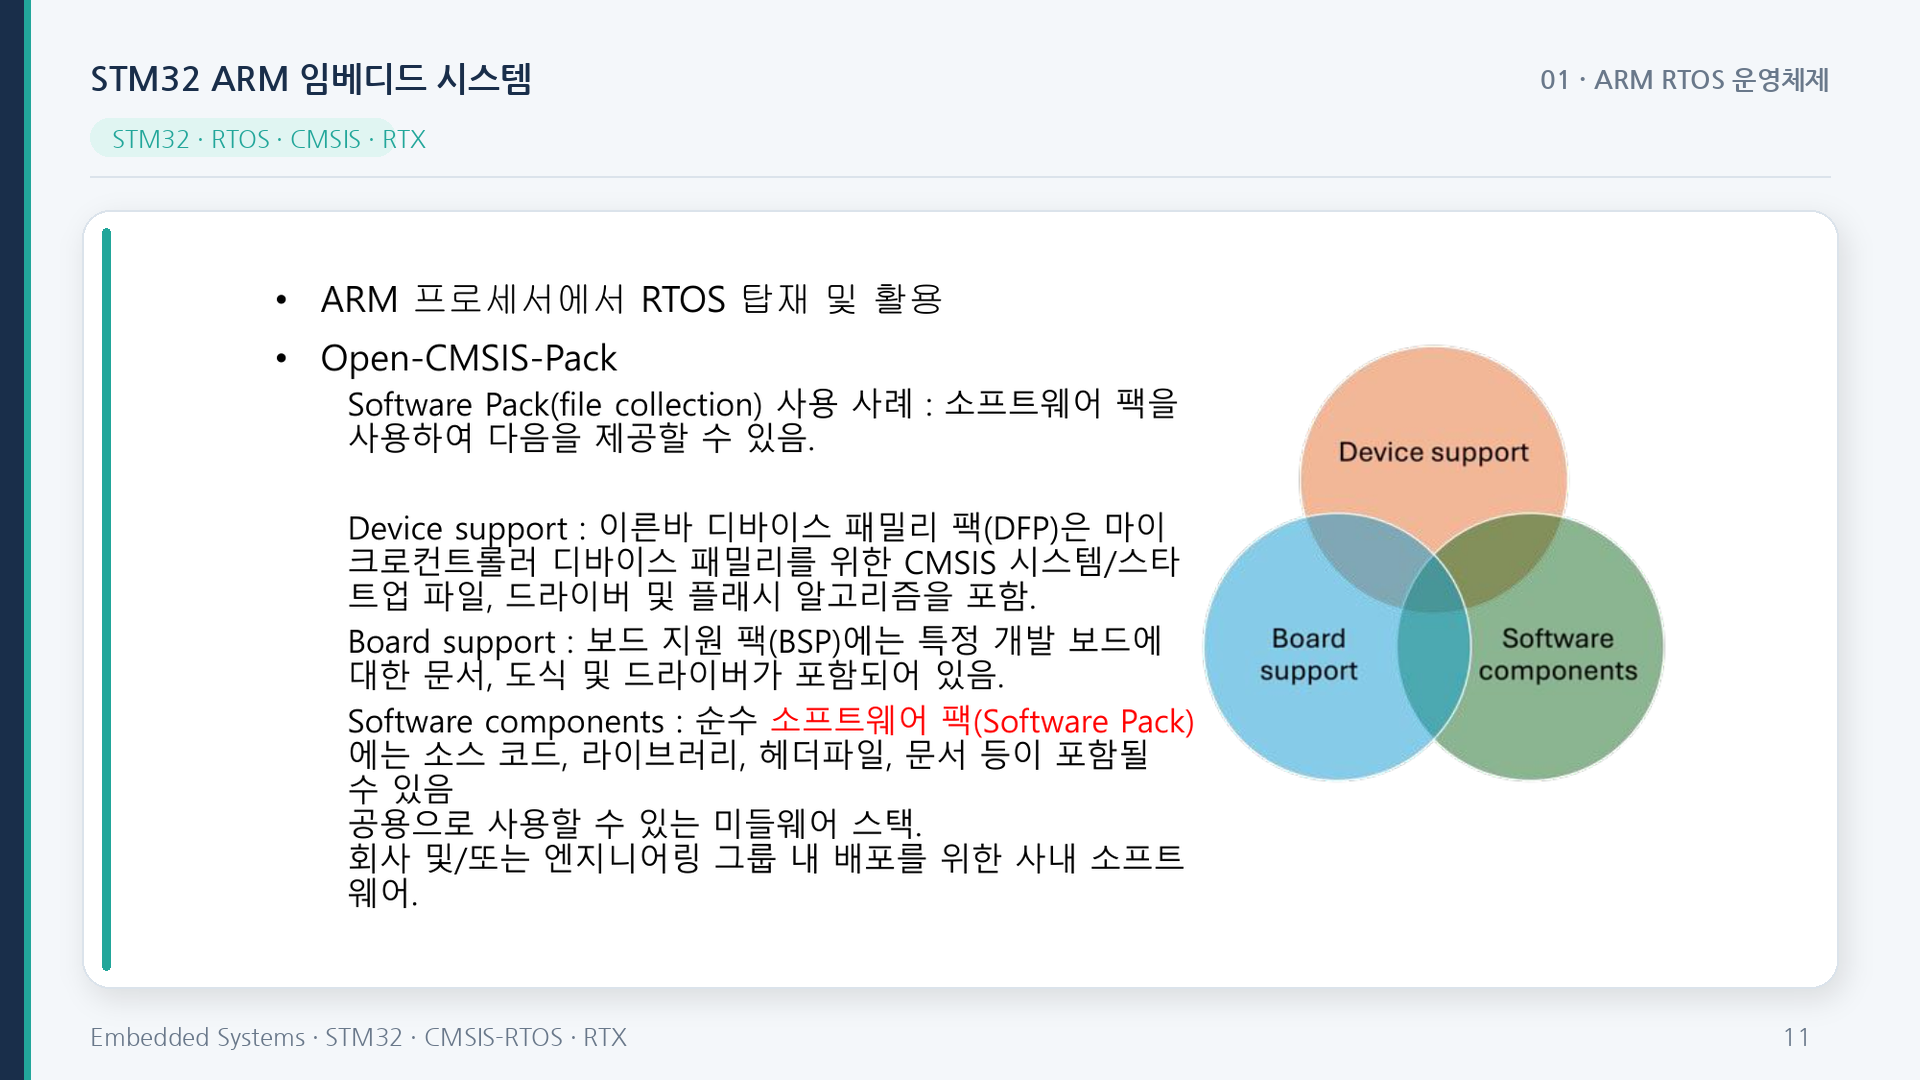 STM32 ARM 임베디드 시스템
01 · ARM RTOS 운영체제
STM32 · RTOS · CMSIS · RTX
• ARM 프로세서에서 RTOS 탑재 및 활용
• Open-CMSIS-Pack
Software Pack(file collection) 사용 사례 : 소프트웨어 팩을
사용하여 다음을 제공할 수 있음.
Device support : 이른바 디바이스 패밀리 팩(DFP)은 마이
크로컨트롤러 디바이스 패밀리를 위한 CMSIS 시스템/스타
트업 파일, 드라이버 및 플래시 알고리즘을 포함.
Board support : 보드 지원 팩(BSP)에는 특정 개발 보드에
대한 문서, 도식 및 드라이버가 포함되어 있음.
Software components : 순수 소프트웨어 팩(Software Pack)
에는 소스 코드, 라이브러리, 헤더파일, 문서 등이 포함될
수 있음
공용으로 사용할 수 있는 미들웨어 스택.
회사 및/또는 엔지니어링 그룹 내 배포를 위한 사내 소프트
웨어.
Device support
Board
support
Software
components
Embedded Systems · STM32 · CMSIS-RTOS · RTX
11